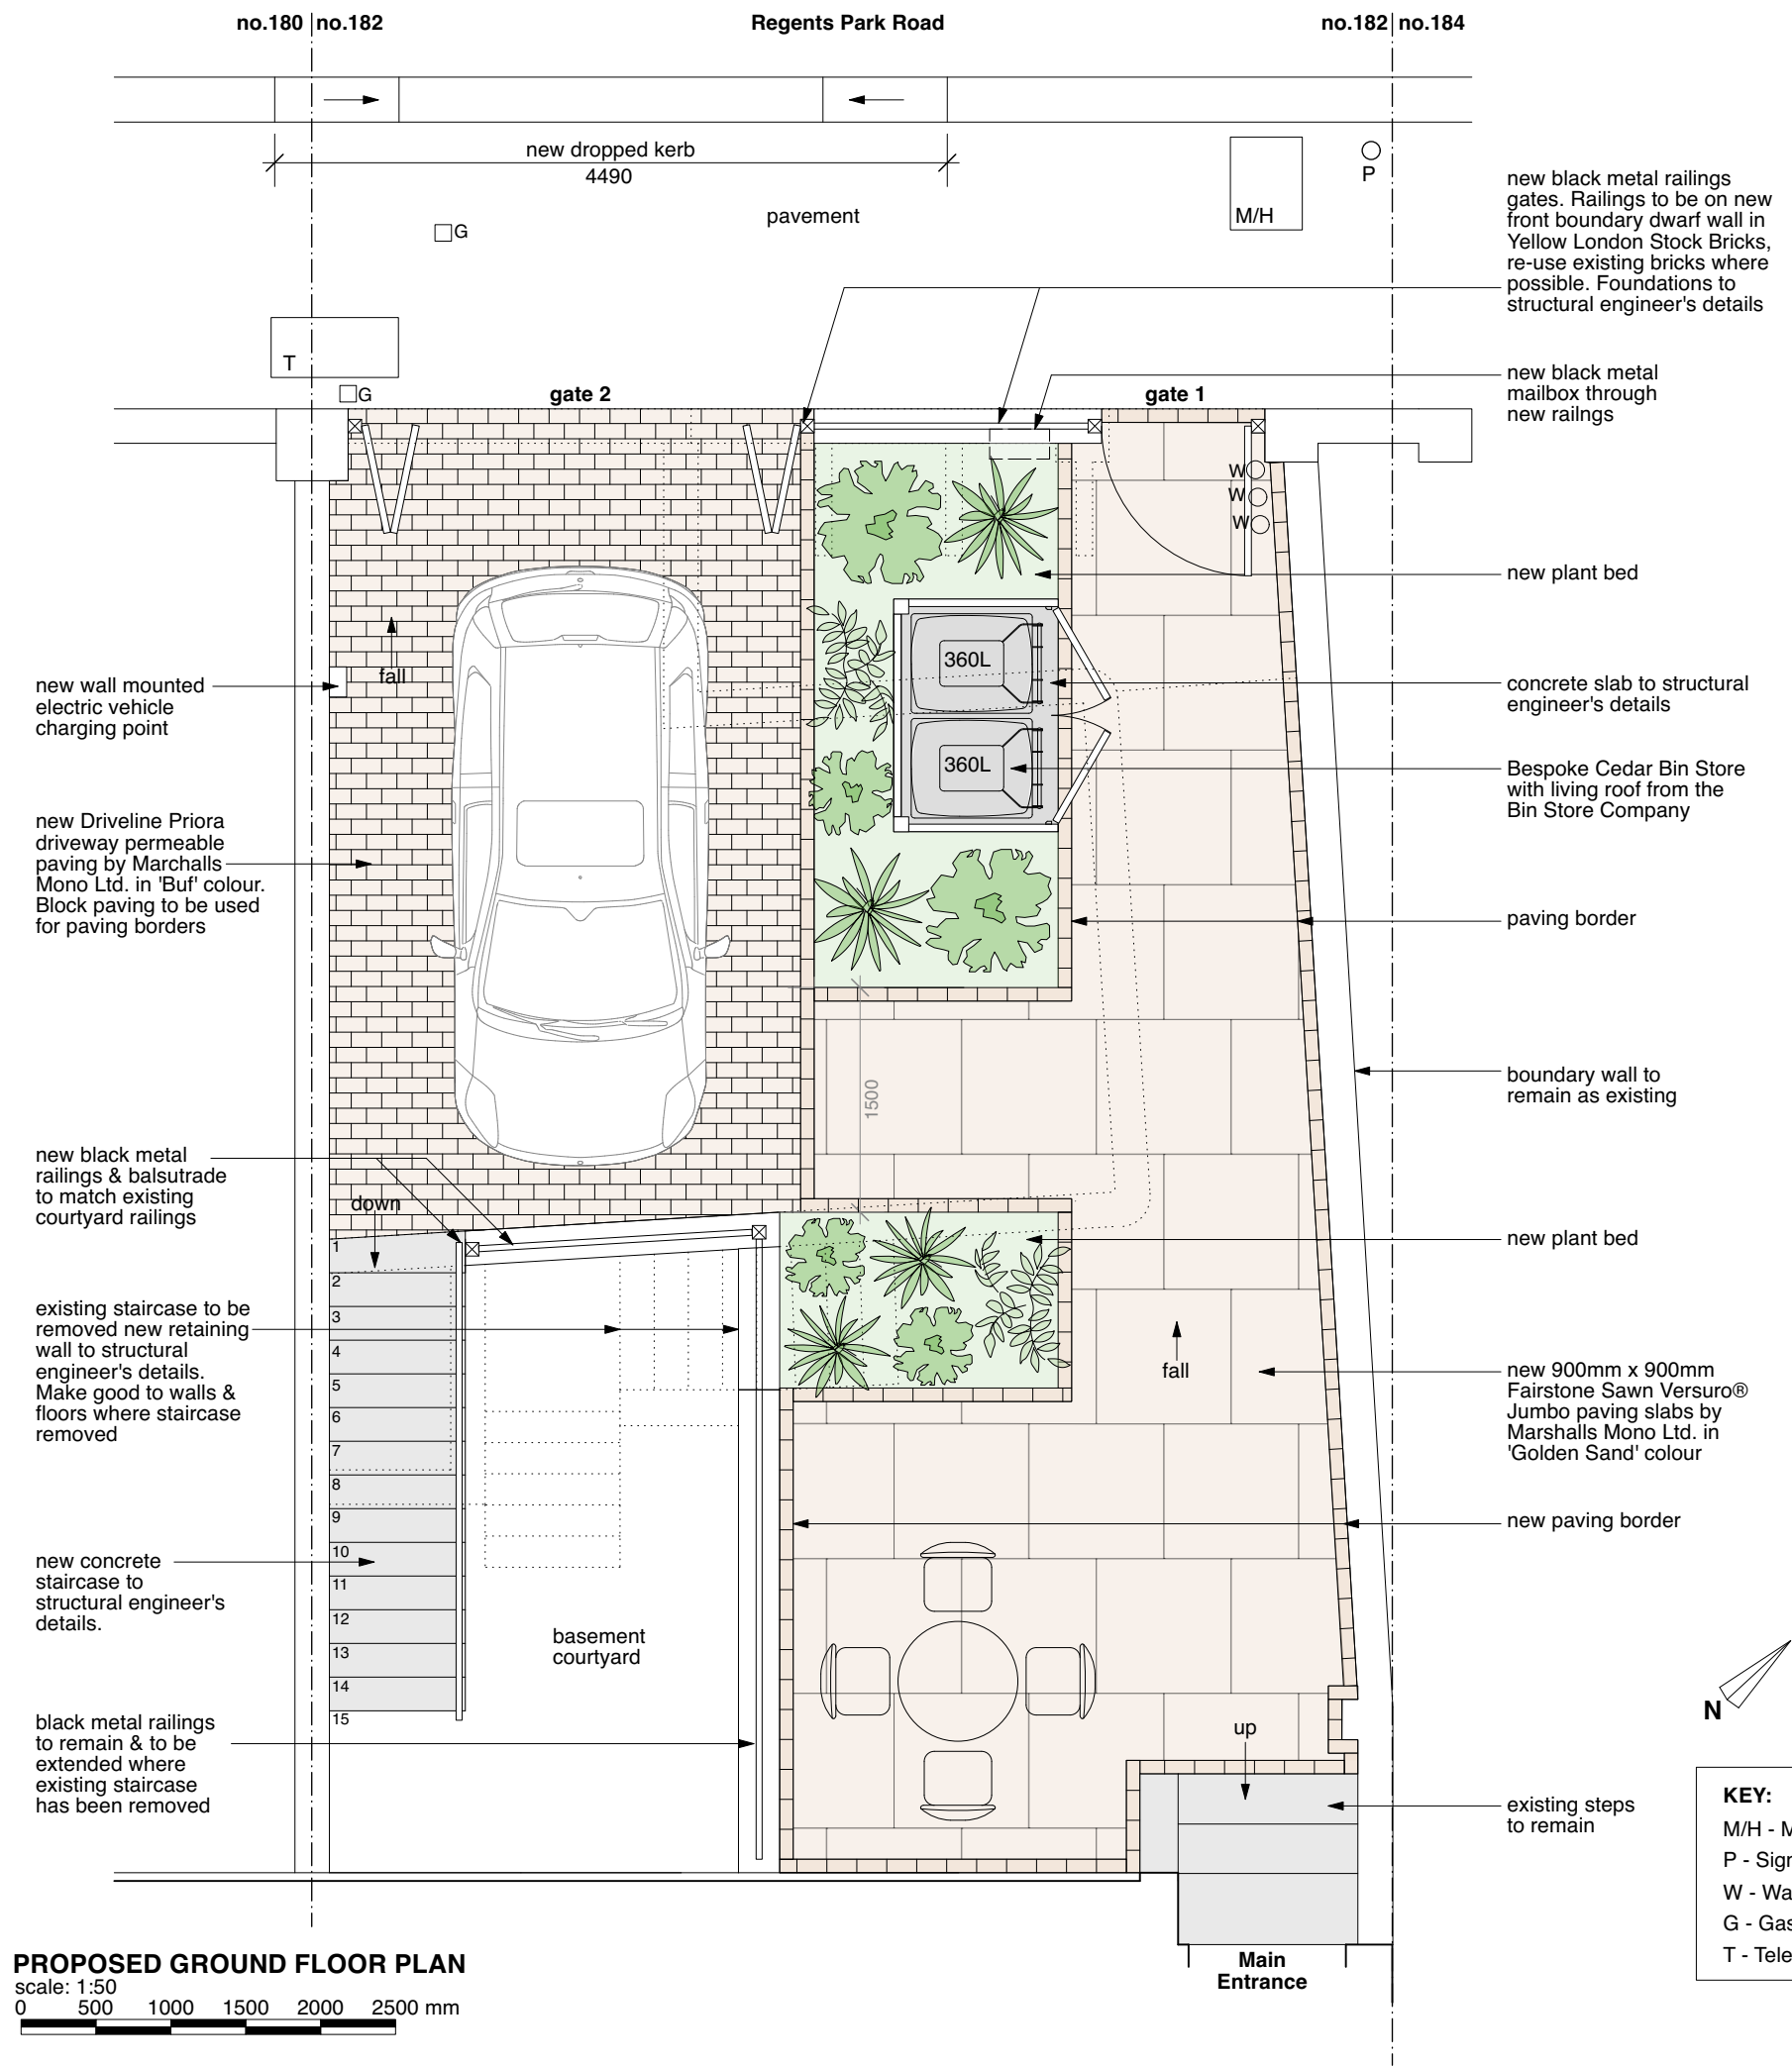 no.180 no.182
Regents Park Road
no.182 no.184
new dropped kerb
4490
pavement
G
M/H
P
T
G
gate 2
gate 1
new black metal railings
gates. Railings to be on new
front boundary dwarf wall in
Yellow London Stock Bricks,
re-use existing bricks where
possible. Foundations to
structural engineer's details
new black metal
mailbox through
new railngs
W
W
W
new plant bed
360L
360L
concrete slab to structural
engineer's details
Bespoke Cedar Bin Store
with living roof from the
Bin Store Company
paving border
boundary wall to
remain as existing
new plant bed
new 900mm x 900mm
Fairstone Sawn Versuro®
Jumbo paving slabs by
Marshalls Mono Ltd. in
'Golden Sand' colour
new paving border
existing steps
to remain
fall
new wall mounted
electric vehicle
charging point
new Driveline Priora
driveway permeable
paving by Marchalls
Mono Ltd. in 'Buf' colour.
Block paving to be used
for paving borders
new black metal
railings & balsutrade
to match existing
courtyard railings
down
existing staircase to be
removed new retaining
wall to structural
engineer's details.
Make good to walls &
floors where staircase
removed
new concrete
staircase to
structural engineer's
details.
black metal railings
to remain & to be
extended where
existing staircase
has been removed
1
2
3
4
5
6
7
8
9
10
11
12
13
14
15
1500
fall
basement
courtyard
up
Main
Entrance
N
KEY:
M/H - M
P - Sign
W - Wa
G - Gas
T - Tele
PROPOSED GROUND FLOOR PLAN
scale: 1:50
0 500 1000 1500 2000 2500 mm